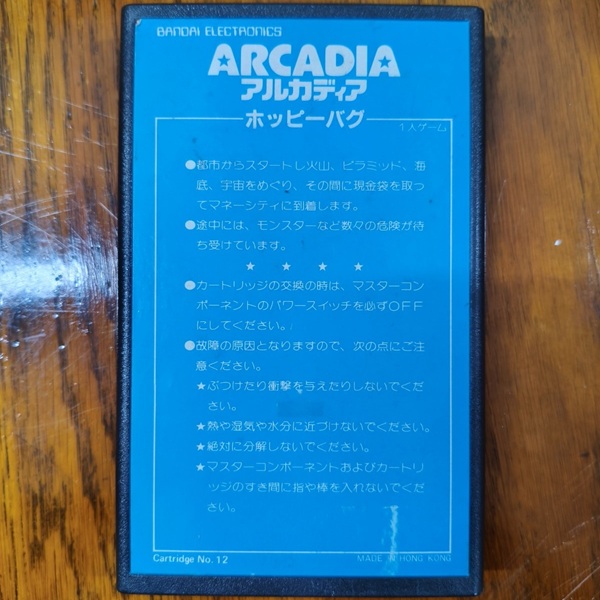 BANDAI ELECTRONICS
ARCADIA
アルカディア
ホッピーバグ
1人ゲーム
●都市からスタートし火山、ピラミッド、海
底、宇宙をめぐり、その間に現金袋を取っ
てマネーシティに到着します。
●途中には、モンスターなど数々の危険が待
ち受けています。
★ ★ ★ ★
●カートリッジの交換の時は、マスターコン
ポーネントのパワースイッチを必ずOFF
にしてください。
●故障の原因となりますので、次の点にご注
意ください。
★ぶつけたり衝撃を与えたりしないでくだ
さい。
★熱や湿気や水分に近づけないでください。
★絶対に分解しないでください。
★マスターコンポーネントおよびカートリ
ッジのすき間に指や棒を入れないでくだ
さい。
Cartridge No. 12
MADE IN HONG KONG